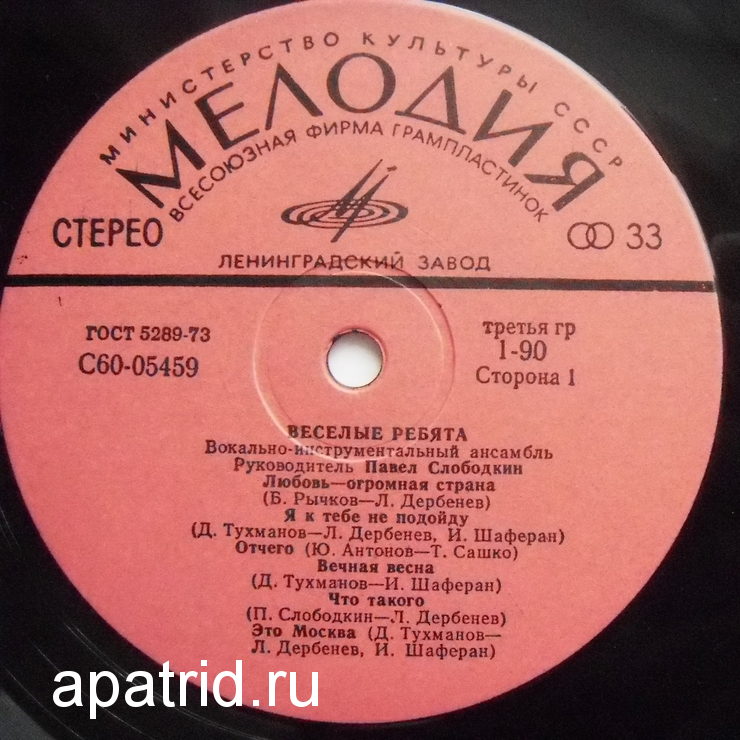 МИНИСТЕРСТВО КУЛЬТУРЫ СССР
МЕЛОДИЯ
ВСЕСОЮЗНАЯ ФИРМА ГРАМПЛАСТИНОК
СТЕРЕО
33
ЛЕНИНГРАДСКИЙ ЗАВОД
ГОСТ 5289-73
С60-05459
третья гр
1-90
Сторона 1
ВЕСЕЛЫЕ РЕБЯТА
Вокально-инструментальный ансамбль
Руководитель Павел Слободкин
Любовь—огромная страна
(Б. Рычков—Л. Дербенев)
Я к тебе не подойду
(Д. Тухманов—Л. Дербенев, И. Шаферан)
Отчего (Ю. Антонов—Т. Сашко)
Вечная весна
(Д. Тухманов—И. Шаферан)
Что такого
(П. Слободкин—Л. Дербенев)
Это Москва (Д. Тухманов—
Л. Дербенев, И. Шаферан)
apatrid.ru